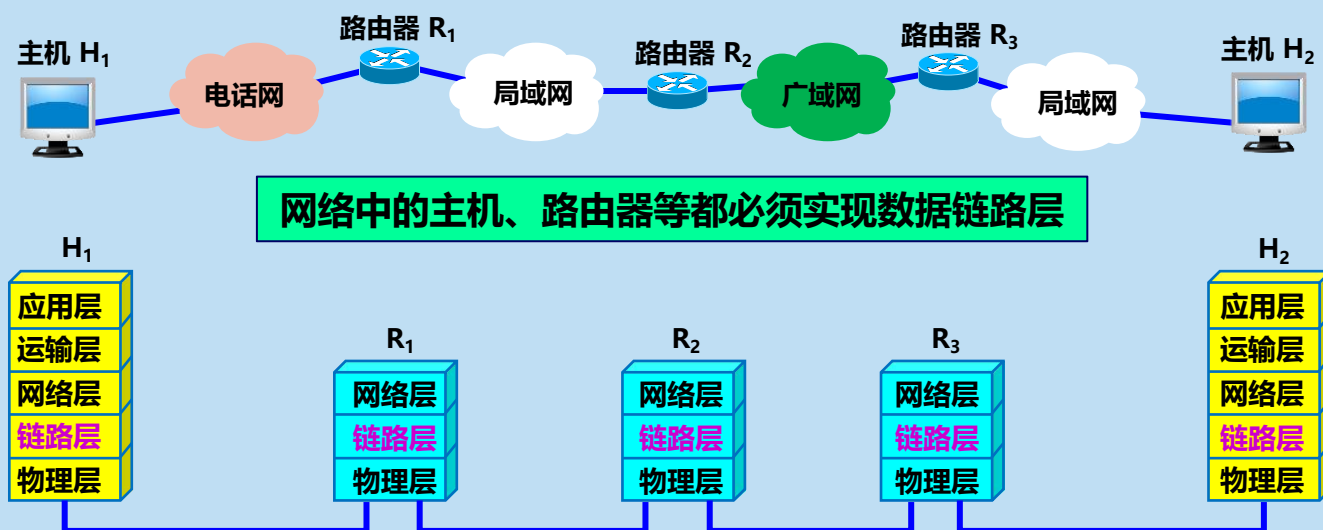 主机 H₁
路由器 R₁
路由器 R₂
路由器 R₃
主机 H₂
电话网
局域网
广域网
局域网
网络中的主机、路由器等都必须实现数据链路层
H₁
应用层
运输层
网络层
链路层
物理层
R₁
网络层
链路层
物理层
R₂
网络层
链路层
物理层
R₃
网络层
链路层
物理层
H₂
应用层
运输层
网络层
链路层
物理层